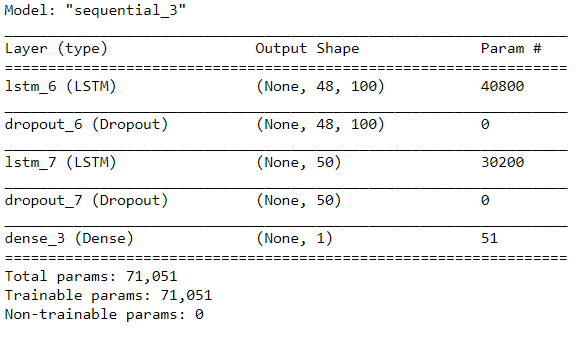 Model: "sequential_3"
Layer (type) Output Shape Param #
lstm_6 (LSTM) (None, 48, 100) 40800
dropout_6 (Dropout) (None, 48, 100) 0
lstm_7 (LSTM) (None, 50) 30200
dropout_7 (Dropout) (None, 50) 0
dense_3 (Dense) (None, 1) 51
Total params: 71,051
Trainable params: 71,051
Non-trainable params: 0